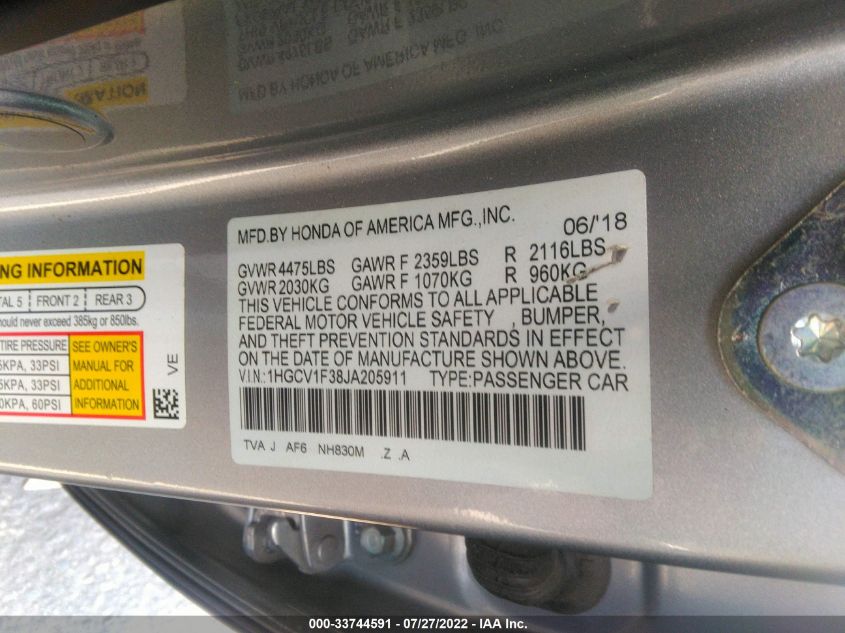 MFD.BY HONDA OF AMERICA MFG.,INC. 06/'18
GVWR 4475LBS GAWR F 2359LBS R 2116LBS
GVWR 2030KG GAWR F 1070KG R 960KG
THIS VEHICLE CONFORMS TO ALL APPLICABLE
FEDERAL MOTOR VEHICLE SAFETY , BUMPER,
AND THEFT PREVENTION STANDARDS IN EFFECT
ON THE DATE OF MANUFACTURE SHOWN ABOVE.
V.I.N.:1HGCV1F38JA205911 TYPE:PASSENGER CAR
TVA J AF6 NH830M .Z .A
NG INFORMATION
TAL 5 FRONT 2 REAR 3
hould never exceed 385kg or 850lbs.
TIRE PRESSURE SEE OWNER'S
5KPA, 33PSI MANUAL FOR
5KPA, 33PSI ADDITIONAL
0KPA, 60PSI INFORMATION
VE
000-33744591 / 07/27/2022 - IAA Inc.